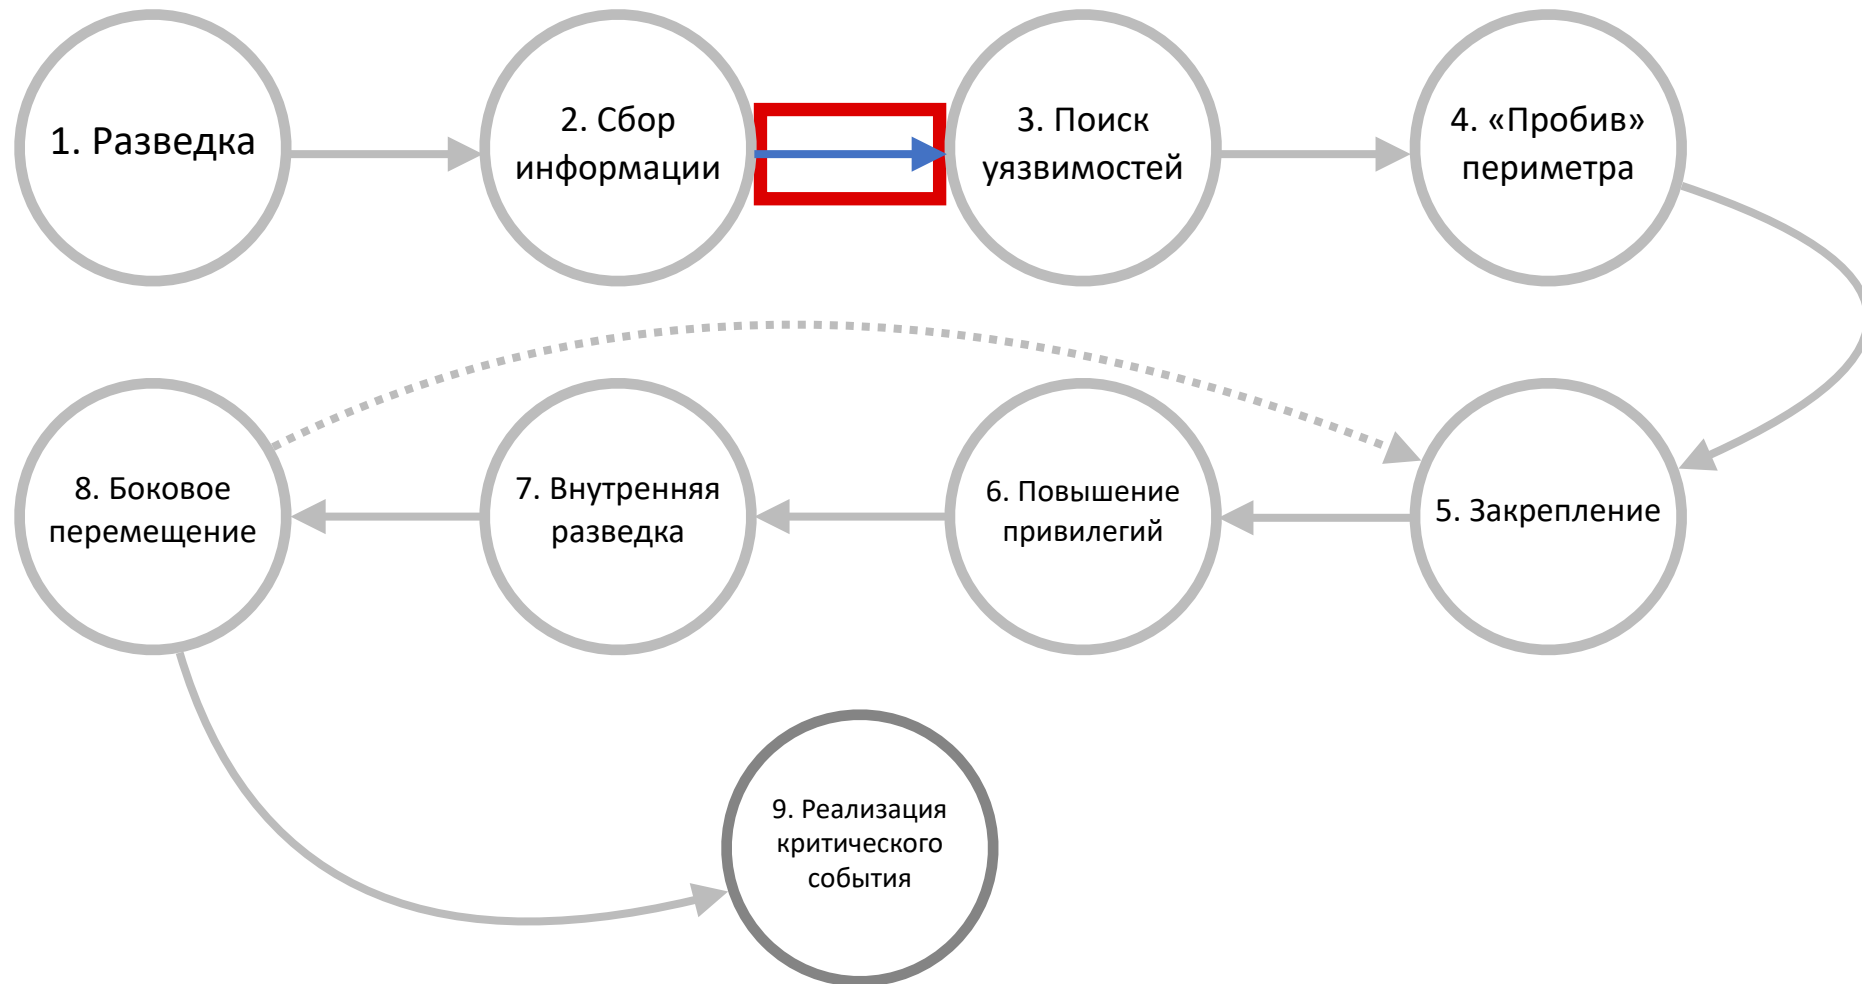 1. Разведка
2. Сбор
информации
3. Поиск
уязвимостей
4. «Пробив»
периметра
8. Боковое
перемещение
7. Внутренняя
разведка
6. Повышение
привилегий
5. Закрепление
9. Реализация
критического
события